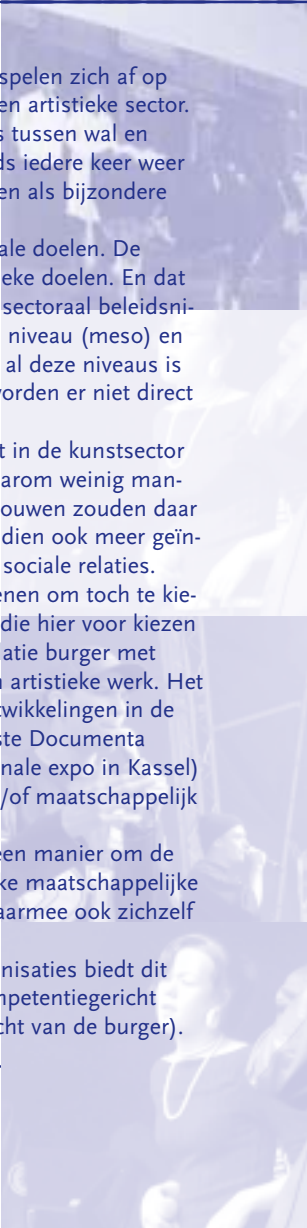 spelen zich af op
en artistieke sector.
s tussen wal en
ds iedere keer weer
en als bijzondere
ale doelen. De
eke doelen. En dat
sectoraal beleidsni-
niveau (meso) en
al deze niveaus is
orden er niet direct
t in de kunstsector
arom weinig man-
ouwen zouden daar
dien ook meer geïn-
sociale relaties.
enen om toch te kie-
die hier voor kiezen
atie burger met
n artistieke werk. Het
twikkelingen in de
ste Documenta
nale expo in Kassel)
/of maatschappelijk
een manier om de
ke maatschappelijke
aarmee ook zichzelf
nisaties biedt dit
mpetentiegericht
cht van de burger).
.